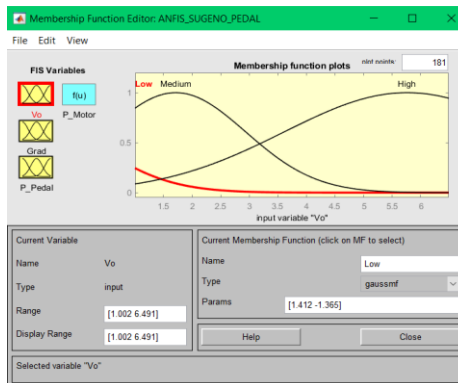 Membership Function Editor: ANFIS_SUGENO_PEDAL
File Edit View
FIS Variables
Membership function plots plot points: 181
f(u)
Vo P_Motor
Grad
P_Pedal
Low Medium High
1
0.5
0
1.5 2 2.5 3 3.5 4 4.5 5 5.5 6
input variable "Vo"
Current Variable
Name Vo
Type input
Range [1.002 6.491]
Display Range [1.002 6.491]
Current Membership Function (click on MF to select)
Name Low
Type gaussmf
Params [1.412 -1.365]
Help Close
Selected variable "Vo"